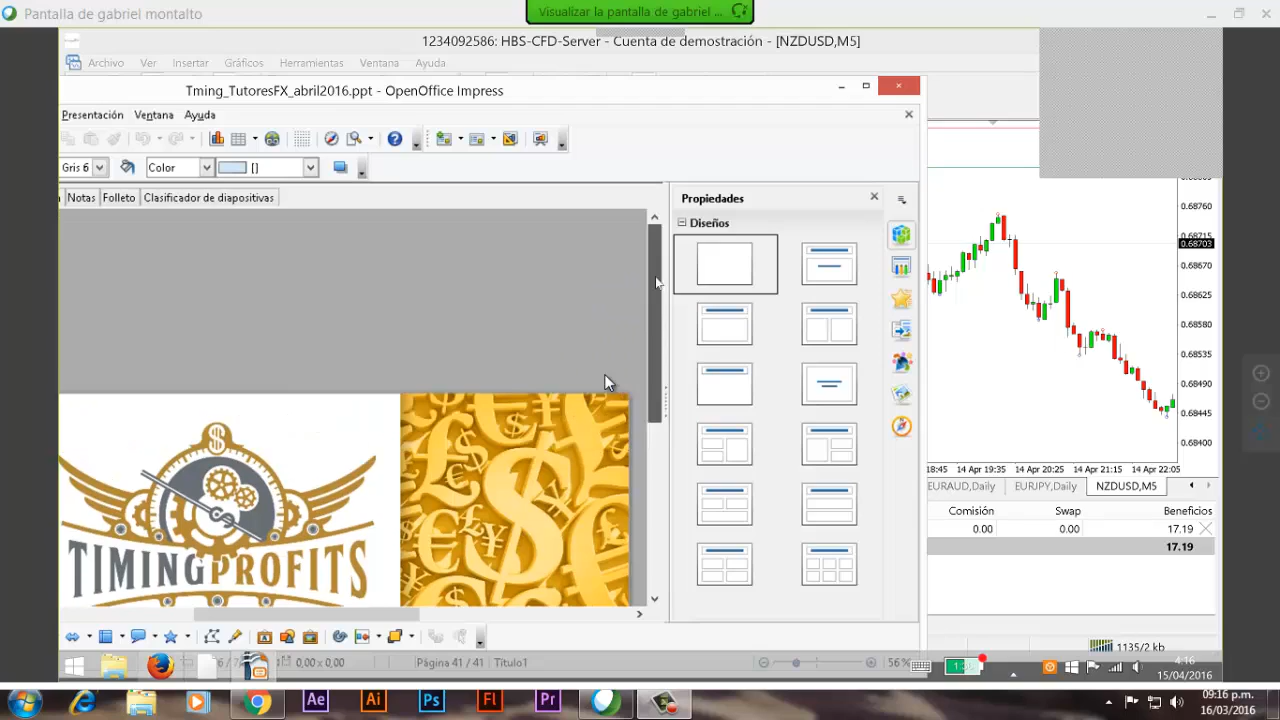 Pantalla de gabriel montalto
Visualizar la pantalla de gabriel ...
1234092586: HBS-CFD-Server - Cuenta de demostración - [NZDUSD,M5]
Archivo Ver Insertar Gráficos Herramientas Ventana Ayuda
Tming_TutoresFX_abril2016.ppt - OpenOffice Impress
Presentación Ventana Ayuda
Gris 6 Color []
Notas Folleto Clasificador de diapositivas
Propiedades
Diseños
0.68760
0.68715
0.68703
0.68670
0.68625
0.68580
0.68535
0.68490
0.68445
0.68400
18:45 14 Apr 19:35 14 Apr 20:25 14 Apr 21:15 14 Apr 22:05
EURAUD,Daily EURJPY,Daily NZDUSD,M5
Comisión Swap Beneficios
0.00 0.00 17.19
17.19
TIMINGPROFITS
1135/2 kb
0,00 x 0,00 Página 41 / 41 Título1 56%
4:16
15/04/2016
Ae Ai Ps Fl Pr
09:16 p.m.
16/03/2016